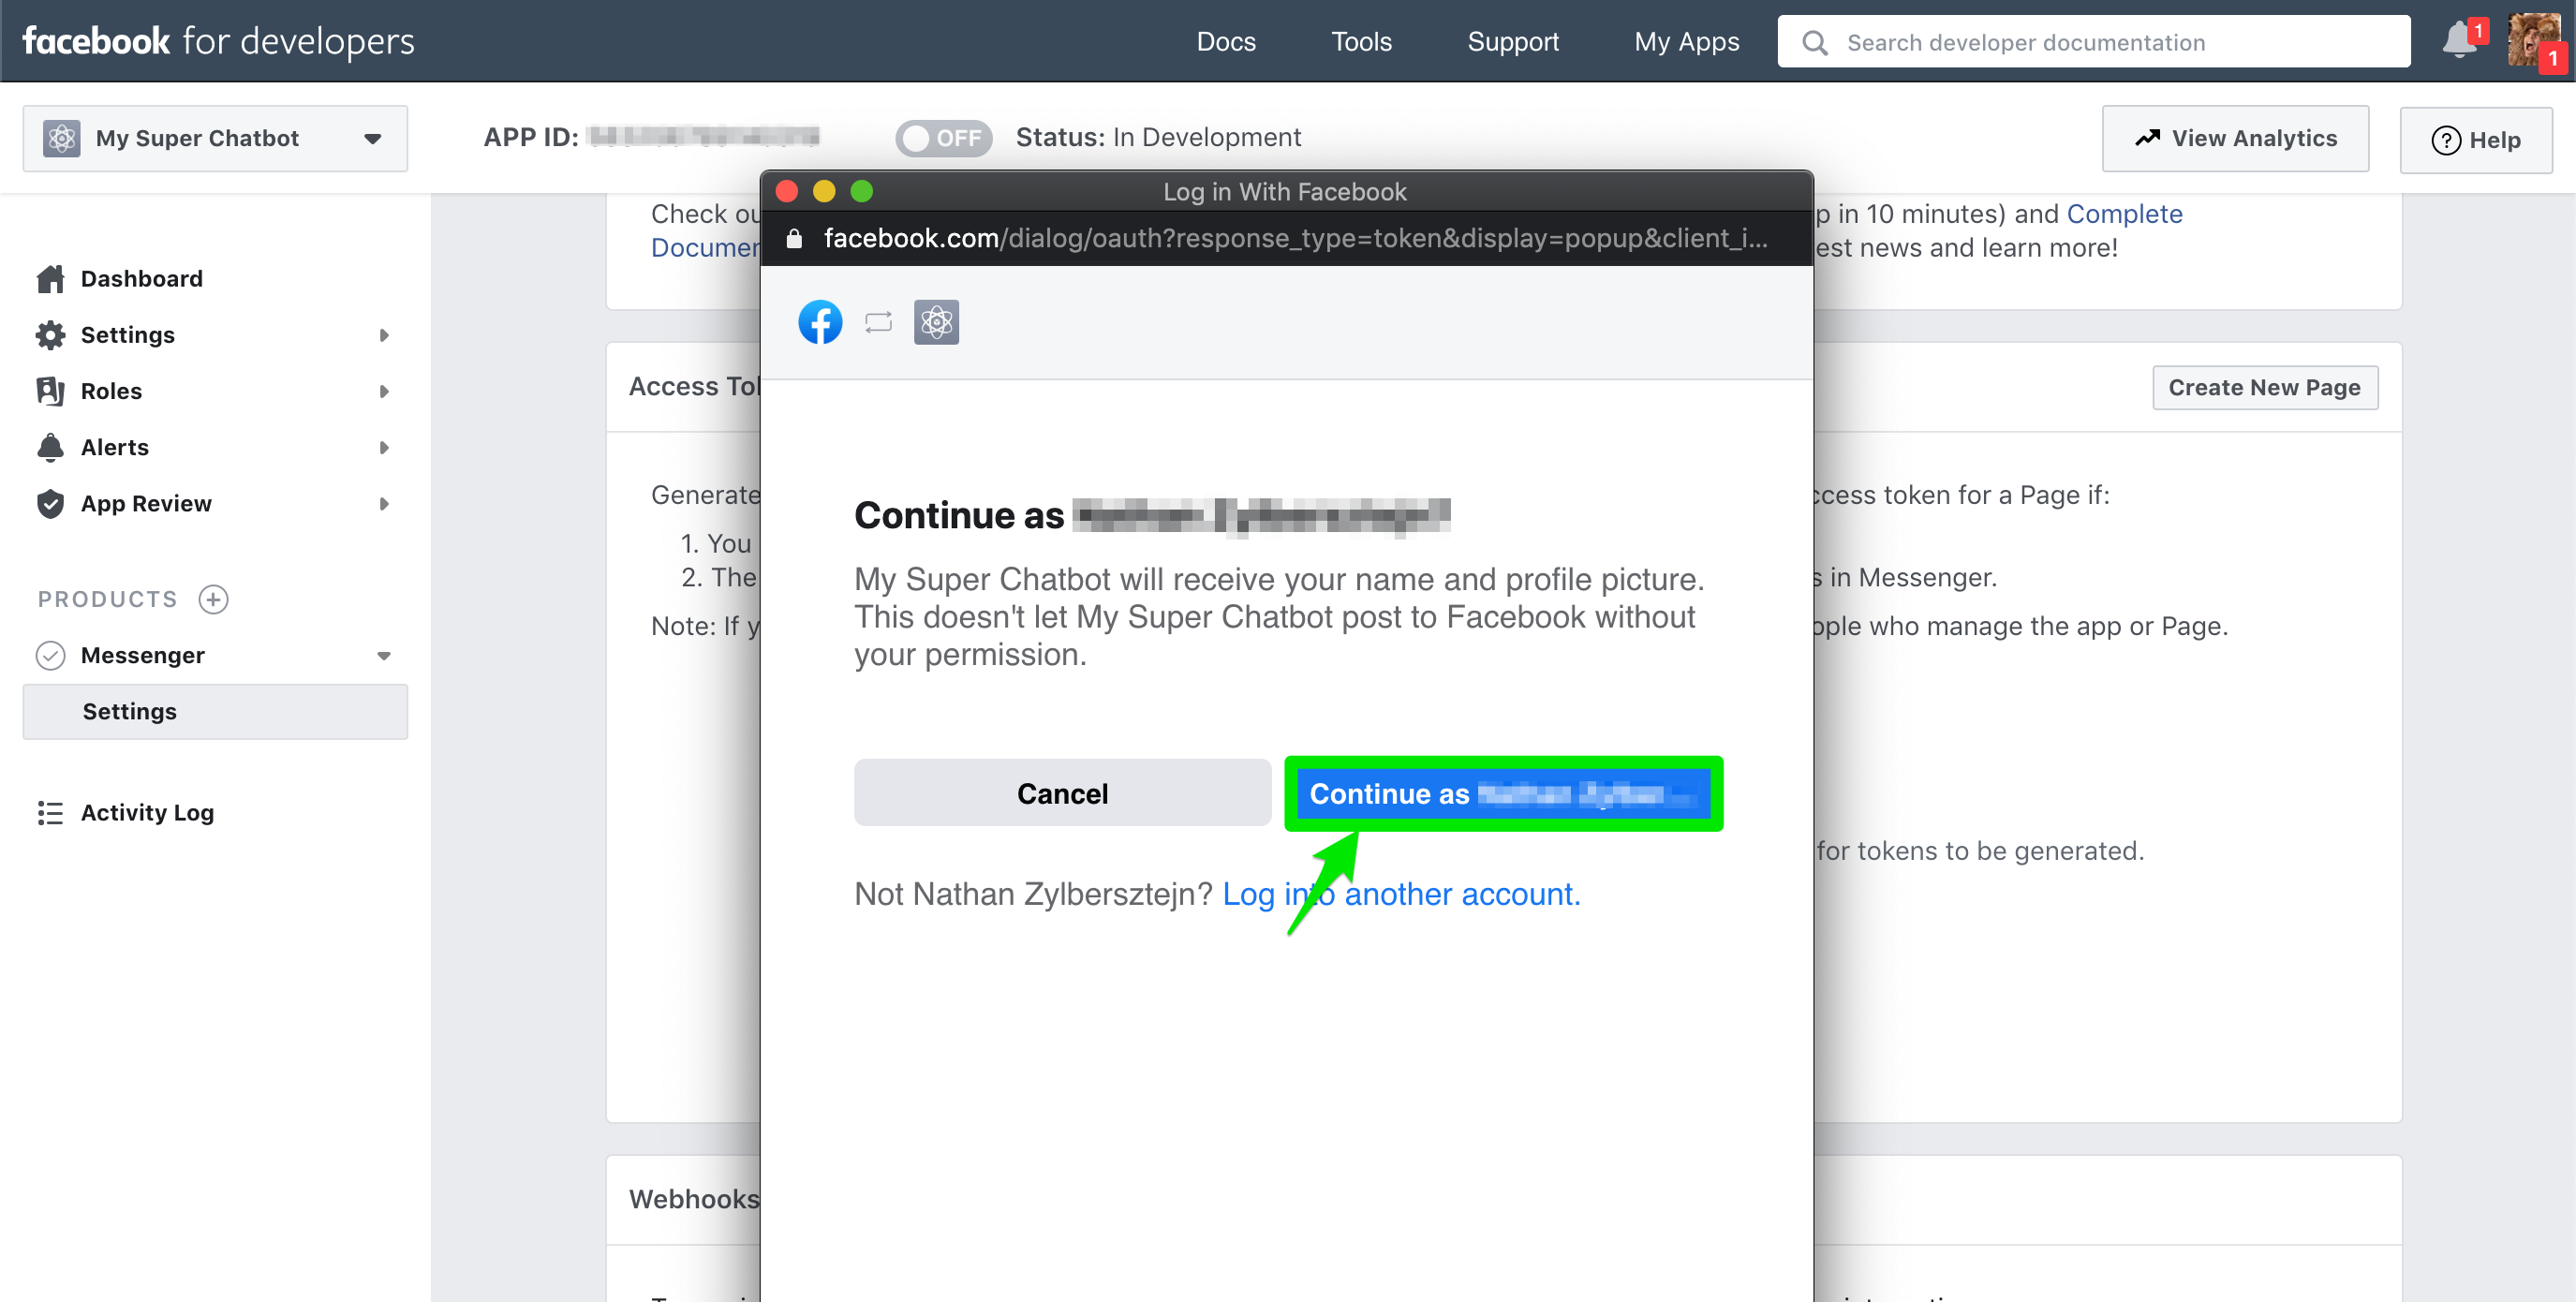 facebook for developers
Docs
Tools
Support
My Apps
Search developer documentation
1
1
My Super Chatbot
APP ID:
OFF
Status: In Development
View Analytics
Help
Dashboard
Settings
Roles
Alerts
App Review
PRODUCTS
Messenger
Settings
Activity Log
Check ou
p in 10 minutes) and Complete
Documen
est news and learn more!
Access Tok
Create New Page
Generate
ccess token for a Page if:
1. You
2. The
s in Messenger.
Note: If y
ople who manage the app or Page.
for tokens to be generated.
Webhooks
Log in With Facebook
facebook.com/dialog/oauth?response_type=token&display=popup&client_i...
Continue as
My Super Chatbot will receive your name and profile picture.
This doesn't let My Super Chatbot post to Facebook without
your permission.
Cancel
Continue as
Not Nathan Zylbersztejn? Log into another account.